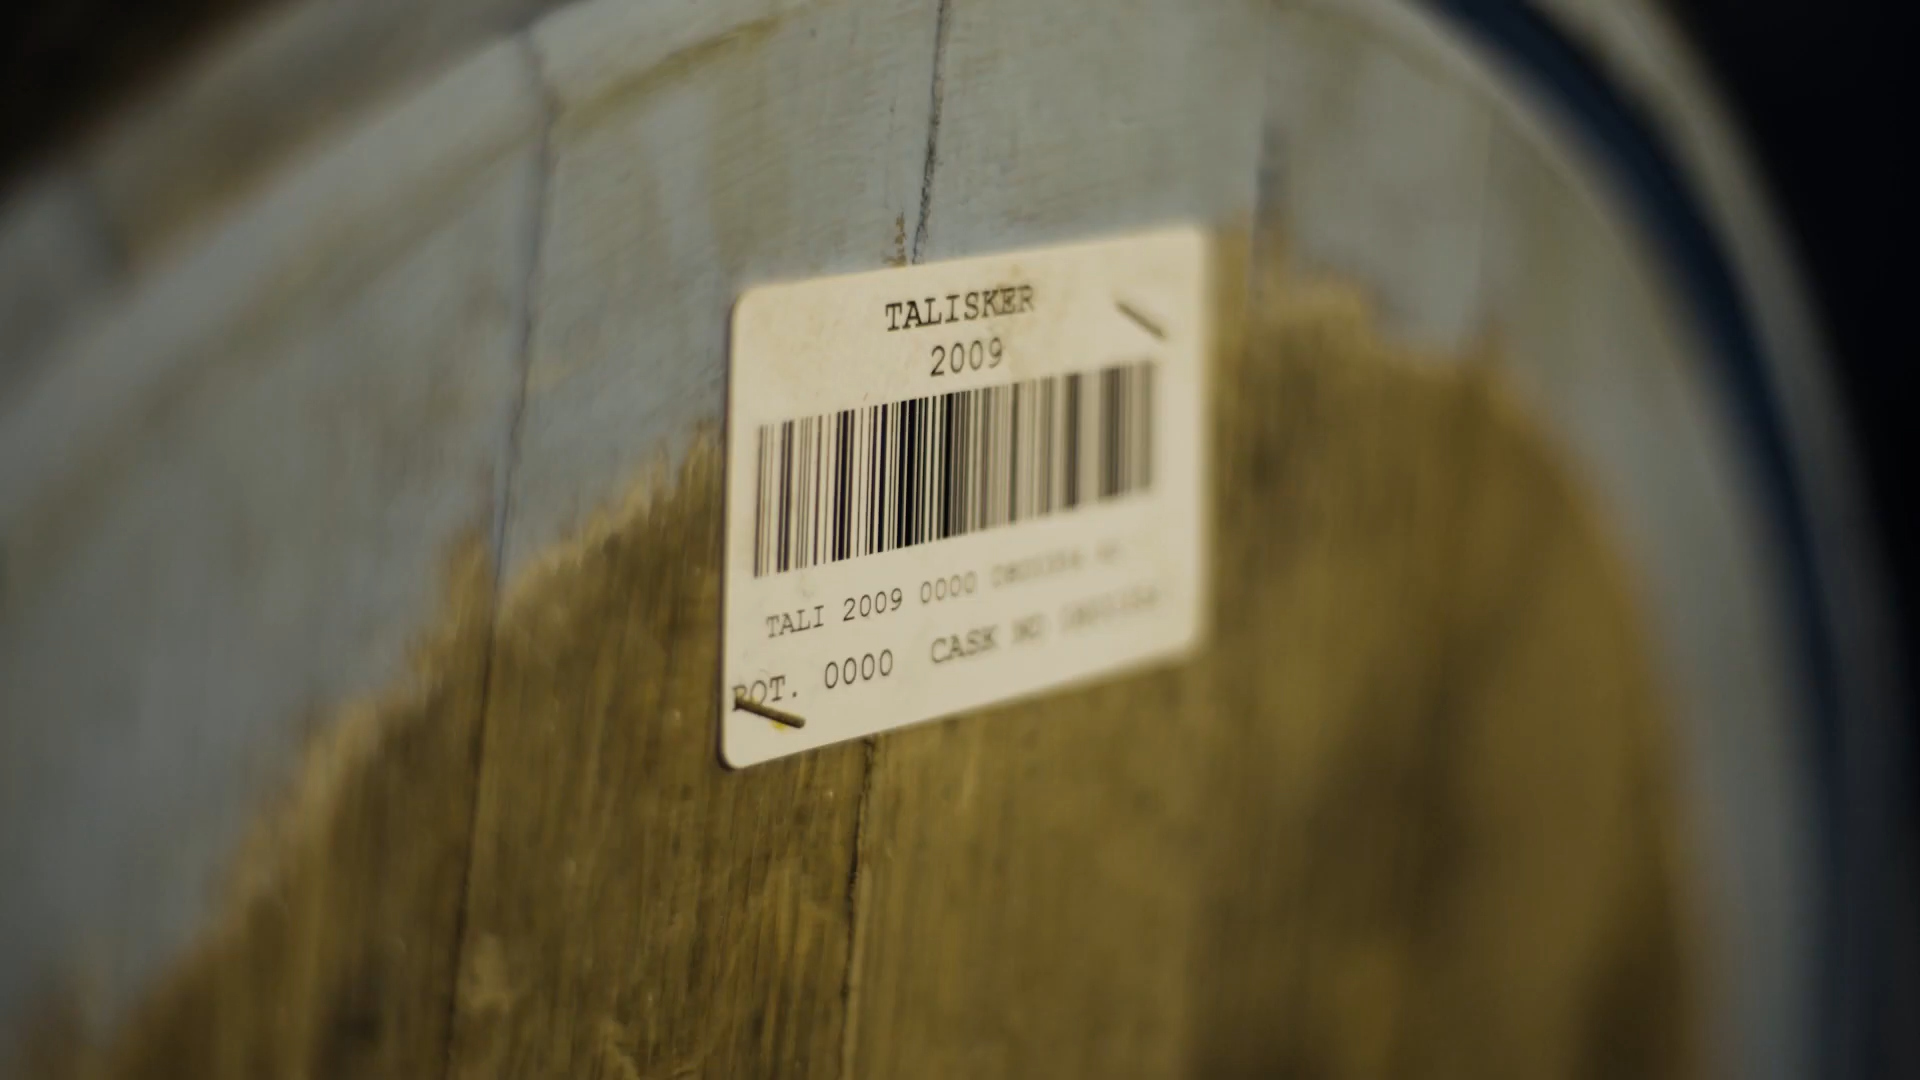 TALISKER
2009
TALI 2009 0000
ROT. 0000 CASK NO